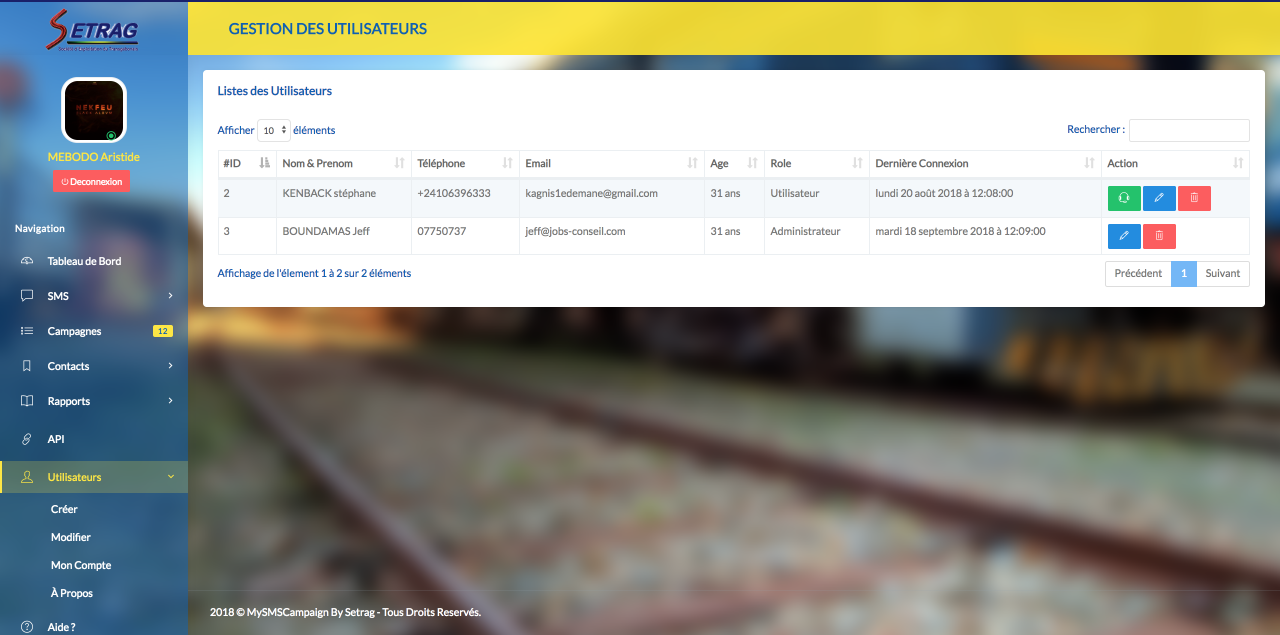 SETRAG
GESTION DES UTILISATEURS
MEBODO Aristide
Deconnexion
Navigation
Tableau de Bord
SMS
Campagnes 12
Contacts
Rapports
API
Utilisateurs
Créer
Modifier
Mon Compte
À Propos
Aide ?
Listes des Utilisateurs
Afficher 10 éléments
Rechercher :
#ID Nom & Prenom Téléphone Email Age Role Dernière Connexion Action
2 KENBACK stéphane +24106396333 kagnis1edemane@gmail.com 31 ans Utilisateur lundi 20 août 2018 à 12:08:00
3 BOUNDAMAS Jeff 07750737 jeff@jobs-conseil.com 31 ans Administrateur mardi 18 septembre 2018 à 12:09:00
Affichage de l'élement 1 à 2 sur 2 éléments
Précédent 1 Suivant
2018 © MySMSCampaign By Setrag - Tous Droits Reservés.